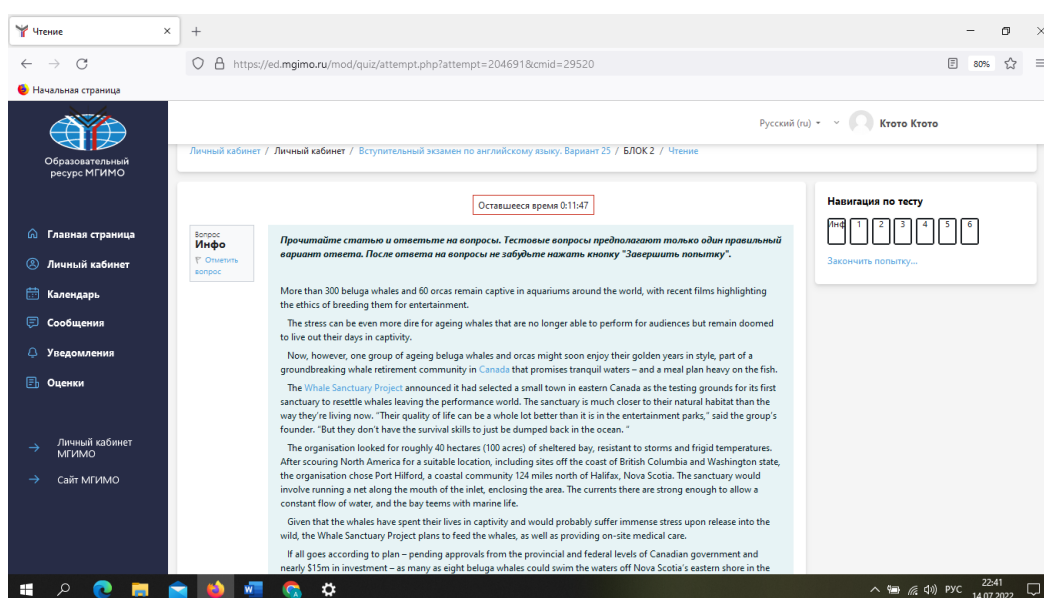 Чтение
https://ed.mgimo.ru/mod/quiz/attempt.php?attempt=204691&cmid=29520
80%
Начальная страница
Образовательный
ресурс МГИМО
Главная страница
Личный кабинет
Календарь
Сообщения
Уведомления
Оценки
Личный кабинет
МГИМО
Сайт МГИМО
Русский (ru)
Ктото Ктото
Личный кабинет / Личный кабинет / Вступительный экзамен по английскому языку. Вариант 25 / БЛОК 2 / Чтение
Оставшееся время 0:11:47
Вопрос
Инфо
Отметить
вопрос
Прочитайте статью и ответьте на вопросы. Тестовые вопросы предполагают только один правильный
вариант ответа. После ответа на вопросы не забудьте нажать кнопку "Завершить попытку".
More than 300 beluga whales and 60 orcas remain captive in aquariums around the world, with recent films highlighting
the ethics of breeding them for entertainment.
The stress can be even more dire for ageing whales that are no longer able to perform for audiences but remain doomed
to live out their days in captivity.
Now, however, one group of ageing beluga whales and orcas might soon enjoy their golden years in style, part of a
groundbreaking whale retirement community in Canada that promises tranquil waters – and a meal plan heavy on the fish.
The Whale Sanctuary Project announced it had selected a small town in eastern Canada as the testing grounds for its first
sanctuary to resettle whales leaving the performance world. The sanctuary is much closer to their natural habitat than the
way they're living now. "Their quality of life can be a whole lot better than it is in the entertainment parks," said the group's
founder. "But they don't have the survival skills to just be dumped back in the ocean. "
The organisation looked for roughly 40 hectares (100 acres) of sheltered bay, resistant to storms and frigid temperatures.
After scouring North America for a suitable location, including sites off the coast of British Columbia and Washington state,
the organisation chose Port Hilford, a coastal community 124 miles north of Halifax, Nova Scotia. The sanctuary would
involve running a net along the mouth of the inlet, enclosing the area. The currents there are strong enough to allow a
constant flow of water, and the bay teems with marine life.
Given that the whales have spent their lives in captivity and would probably suffer immense stress upon release into the
wild, the Whale Sanctuary Project plans to feed the whales, as well as providing on-site medical care.
If all goes according to plan – pending approvals from the provincial and federal levels of Canadian government and
nearly $15m in investment – as many as eight beluga whales could swim the waters off Nova Scotia's eastern shore in the
Навигация по тесту
Инф 1 2 3 4 5 6
Закончить попытку...
РУС
22:41
14.07.2022